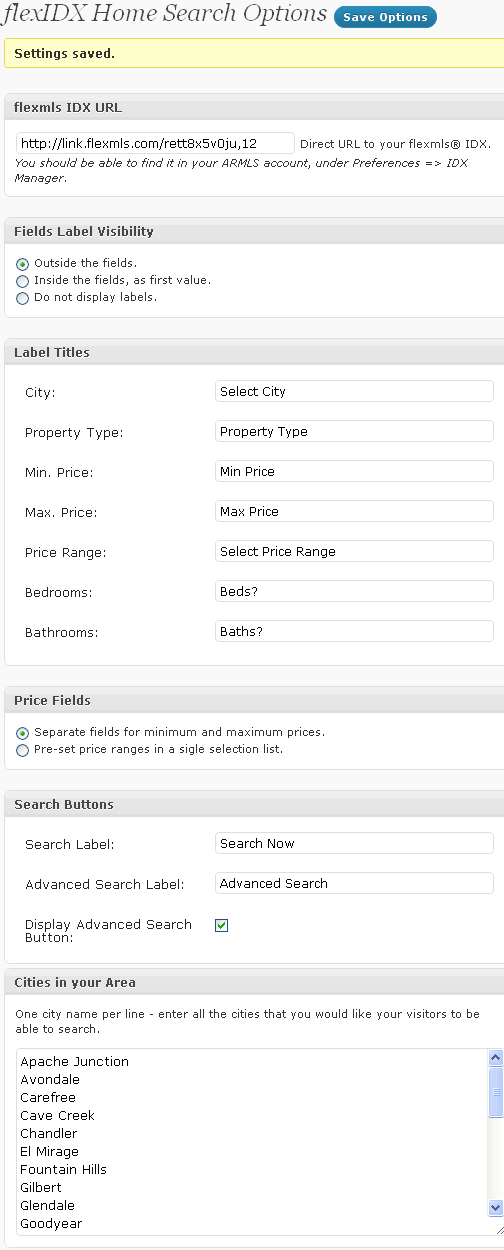 flexIDX Home Search Options Save Options
Settings saved.
flexmls IDX URL
http://link.flexmls.com/rett8x5v0ju,12 Direct URL to your flexmls® IDX.
You should be able to find it in your ARMLS account, under Preferences => IDX
Manager.
Fields Label Visibility
Outside the fields.
Inside the fields, as first value.
Do not display labels.
Label Titles
City: Select City
Property Type: Property Type
Min. Price: Min Price
Max. Price: Max Price
Price Range: Select Price Range
Bedrooms: Beds?
Bathrooms: Baths?
Price Fields
Separate fields for minimum and maximum prices.
Pre-set price ranges in a sigle selection list.
Search Buttons
Search Label: Search Now
Advanced Search Label: Advanced Search
Display Advanced Search
Button:
Cities in your Area
One city name per line - enter all the cities that you would like your visitors to be
able to search.
Apache Junction
Avondale
Carefree
Cave Creek
Chandler
El Mirage
Fountain Hills
Gilbert
Glendale
Goodyear